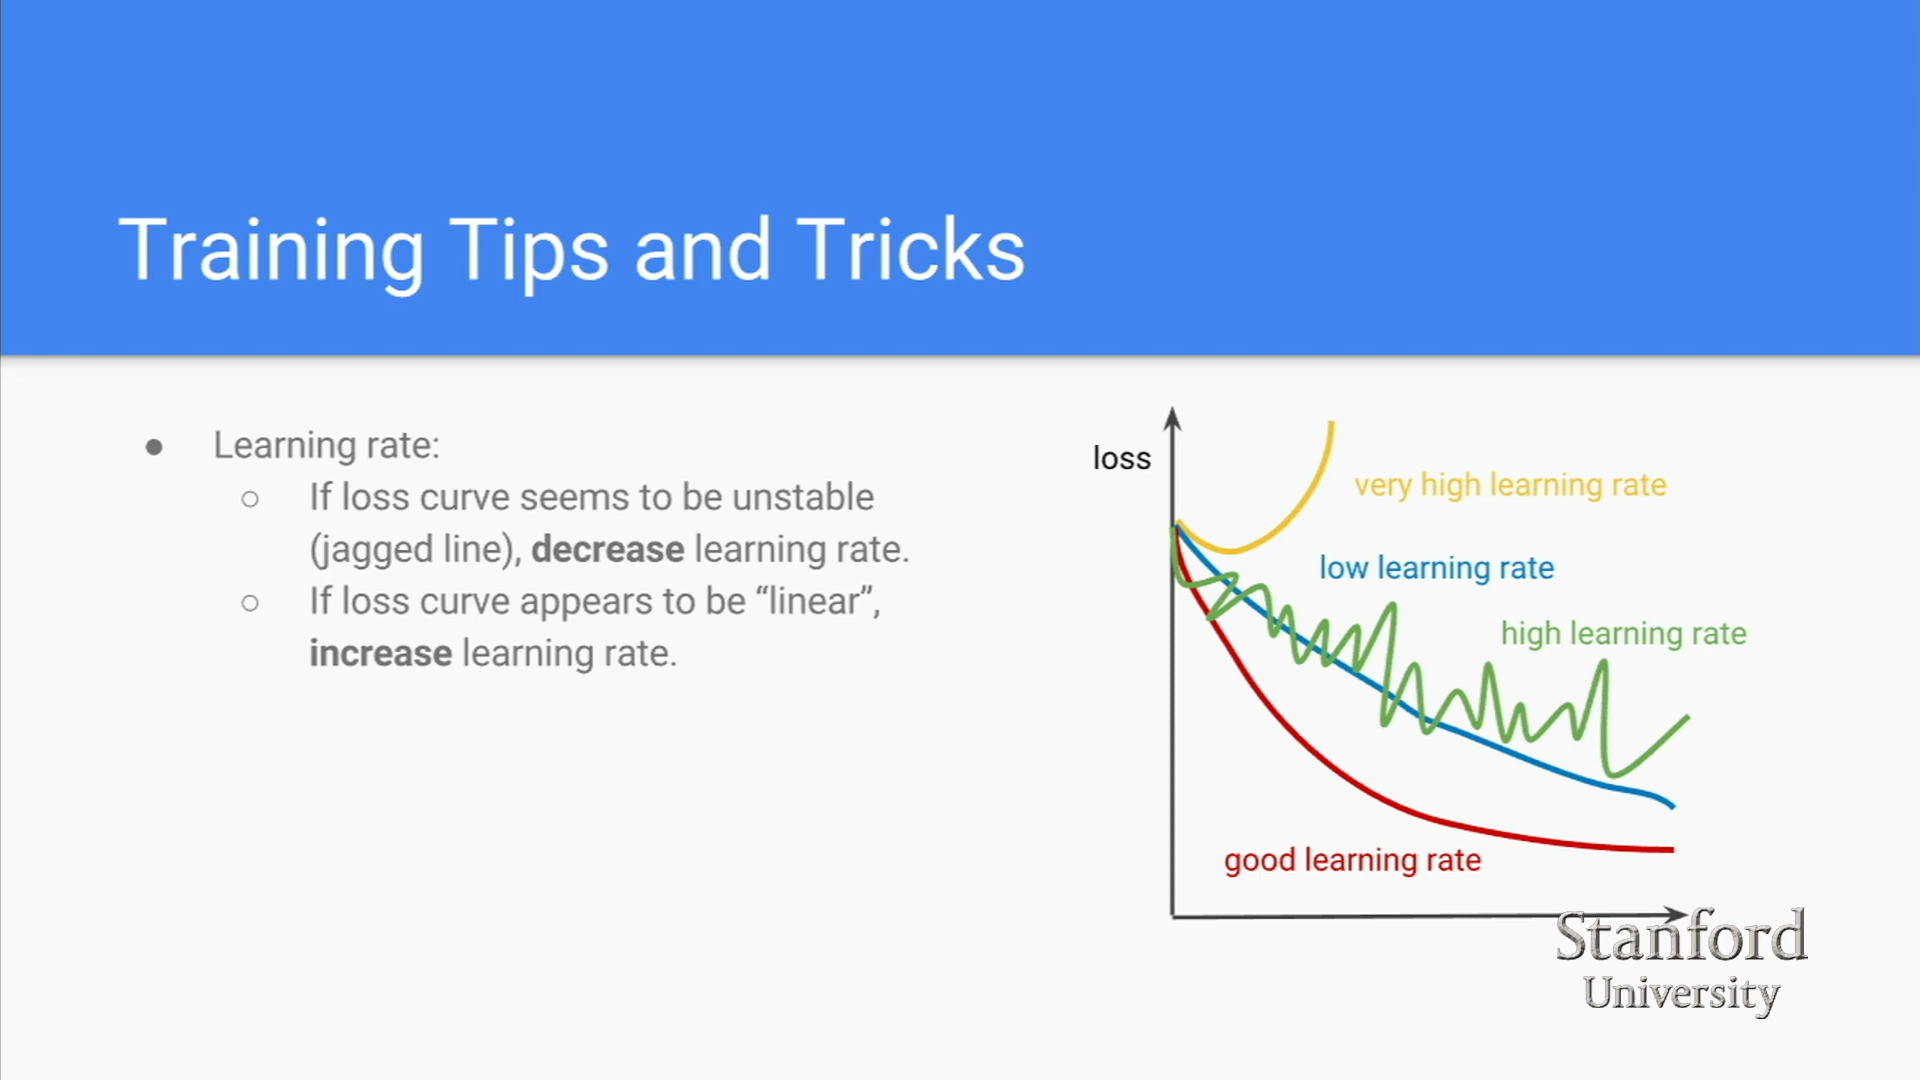 Training Tips and Tricks
● Learning rate:
○ If loss curve seems to be unstable
(jagged line), decrease learning rate.
○ If loss curve appears to be “linear”,
increase learning rate.
loss
very high learning rate
low learning rate
high learning rate
good learning rate
Stanford
University